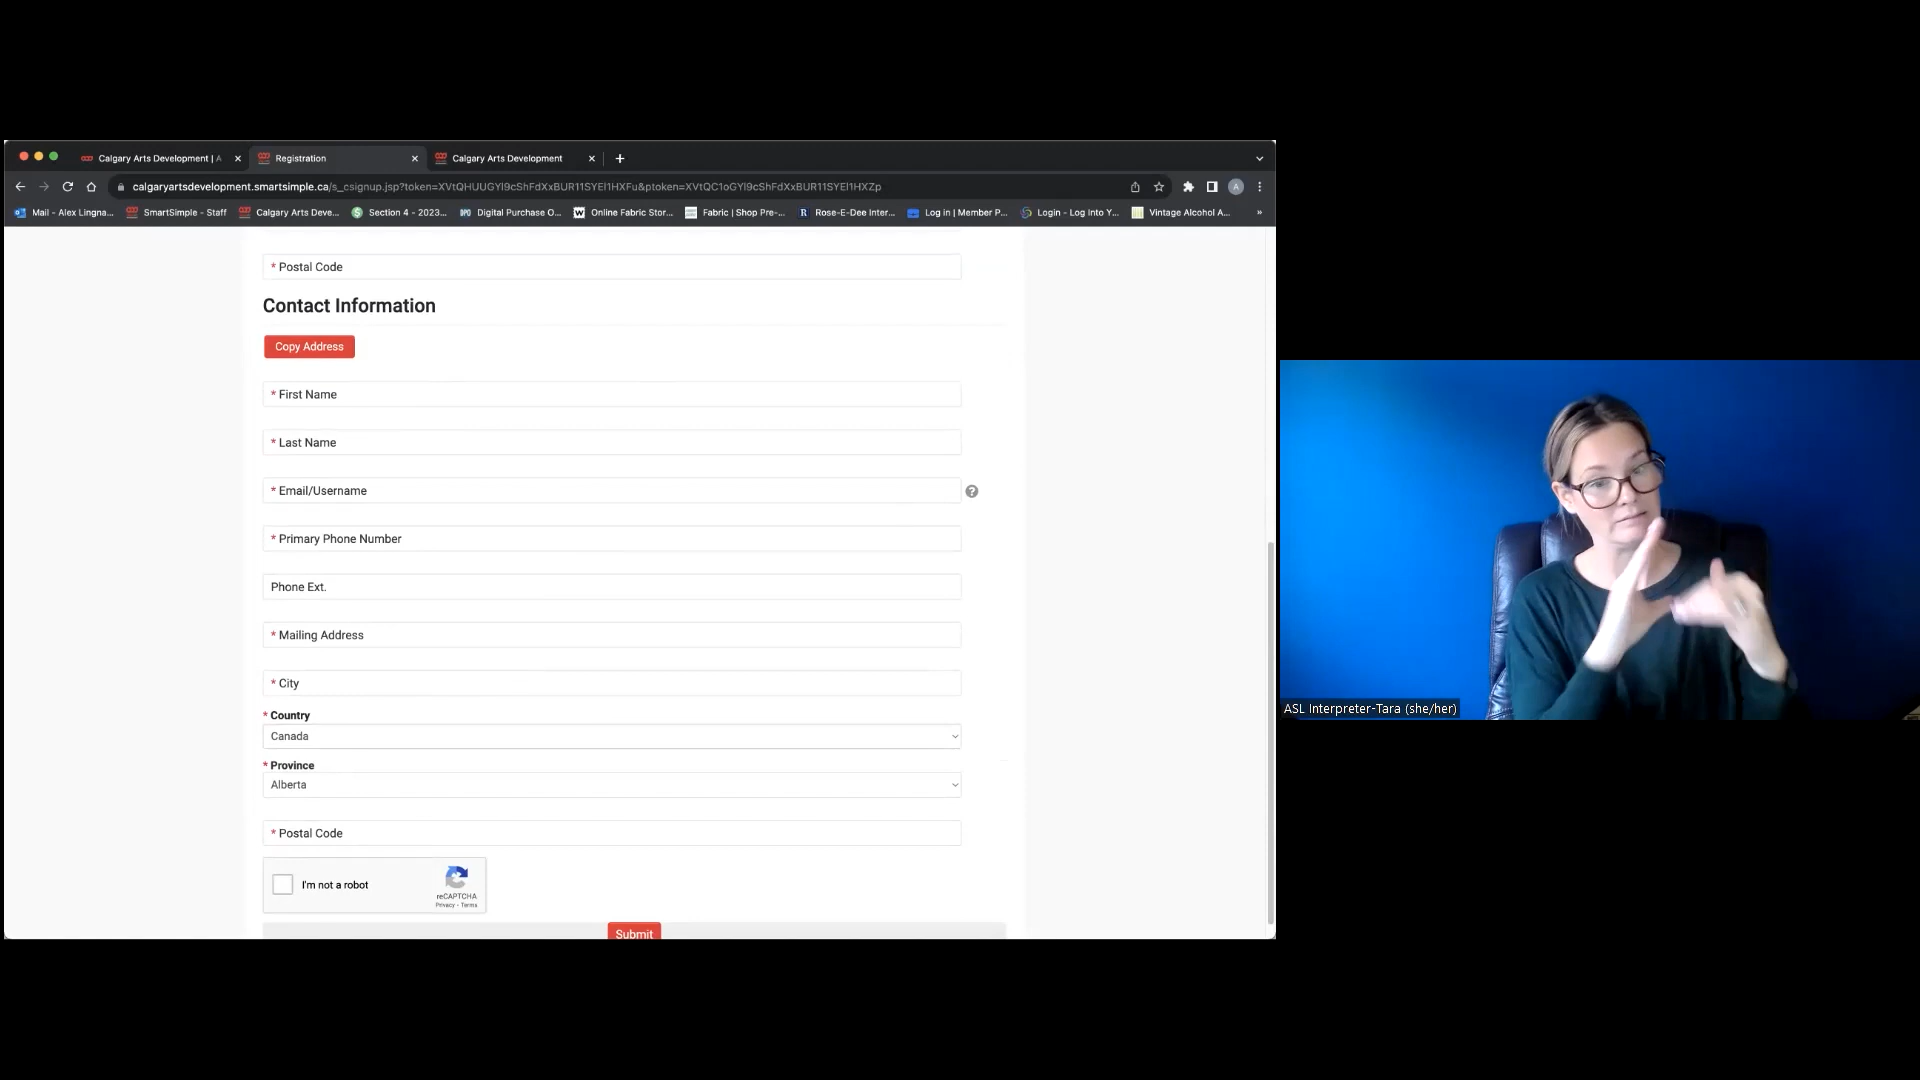 Calgary Arts Development | A
Registration
Calgary Arts Development
calgaryartsdevelopment.smartsimple.ca/s_csignup.jsp?token=XVtQHUUGYl9cShFdXxBUR11SYEl1HXFu&ptoken=XVtQC1oGYl9cShFdXxBUR11SYEl1HXZp
A
Mail - Alex Lingna...
SmartSimple - Staff
Calgary Arts Deve...
Section 4 - 2023...
Digital Purchase O...
Online Fabric Stor...
Fabric | Shop Pre-...
Rose-E-Dee Inter...
Log in | Member P...
Login - Log Into Y...
Vintage Alcohol A...
»
* Postal Code
Contact Information
Copy Address
* First Name
* Last Name
* Email/Username
?
* Primary Phone Number
Phone Ext.
* Mailing Address
* City
* Country
Canada
* Province
Alberta
* Postal Code
I'm not a robot
reCAPTCHA
Privacy - Terms
Submit
ASL Interpreter-Tara (she/her)